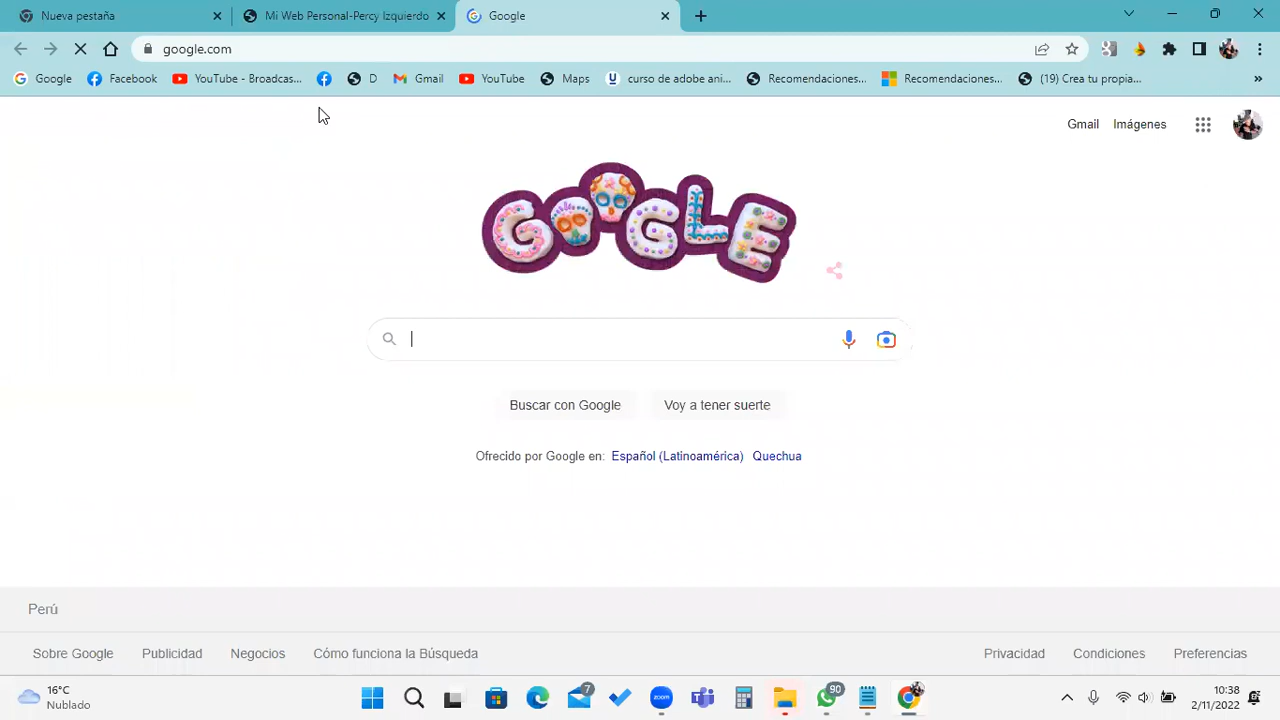 Nueva pestaña
Mi Web Personal-Percy Izquierdo
Google
google.com
Google
Facebook
YouTube - Broadcas...
D
Gmail
YouTube
Maps
curso de adobe ani...
Recomendaciones...
Recomendaciones...
(19) Crea tu propia...
»
Gmail
Imágenes
GOOGLE
Buscar con Google
Voy a tener suerte
Ofrecido por Google en: Español (Latinoamérica) Quechua
Perú
Sobre Google
Publicidad
Negocios
Cómo funciona la Búsqueda
Privacidad
Condiciones
Preferencias
16°C
Nublado
7
zoom
90
10:38
2/11/2022